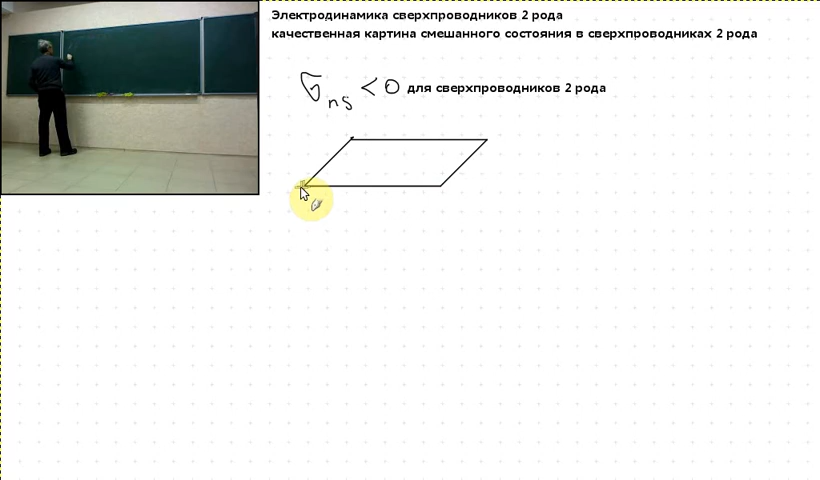 Электродинамика сверхпроводников 2 рода
качественная картина смешанного состояния в сверхпроводниках 2 рода
σns < 0 для сверхпроводников 2 рода